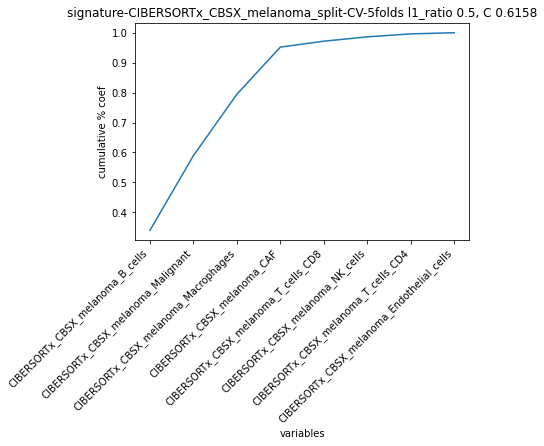 signature-CIBERSORTx_CBSX_melanoma_split-CV-5folds l1_ratio 0.5, C 0.6158
1.0
0.9
0.8
0.7
0.6
0.5
0.4
cumulative % coef
CIBERSORTx_CBSX_melanoma_B_cells
CIBERSORTx_CBSX_melanoma_Malignant
CIBERSORTx_CBSX_melanoma_Macrophages
CIBERSORTx_CBSX_melanoma_CAF
CIBERSORTx_CBSX_melanoma_T_cells_CD8
CIBERSORTx_CBSX_melanoma_NK_cells
CIBERSORTx_CBSX_melanoma_T_cells_CD4
CIBERSORTx_CBSX_melanoma_Endothelial_cells
variables